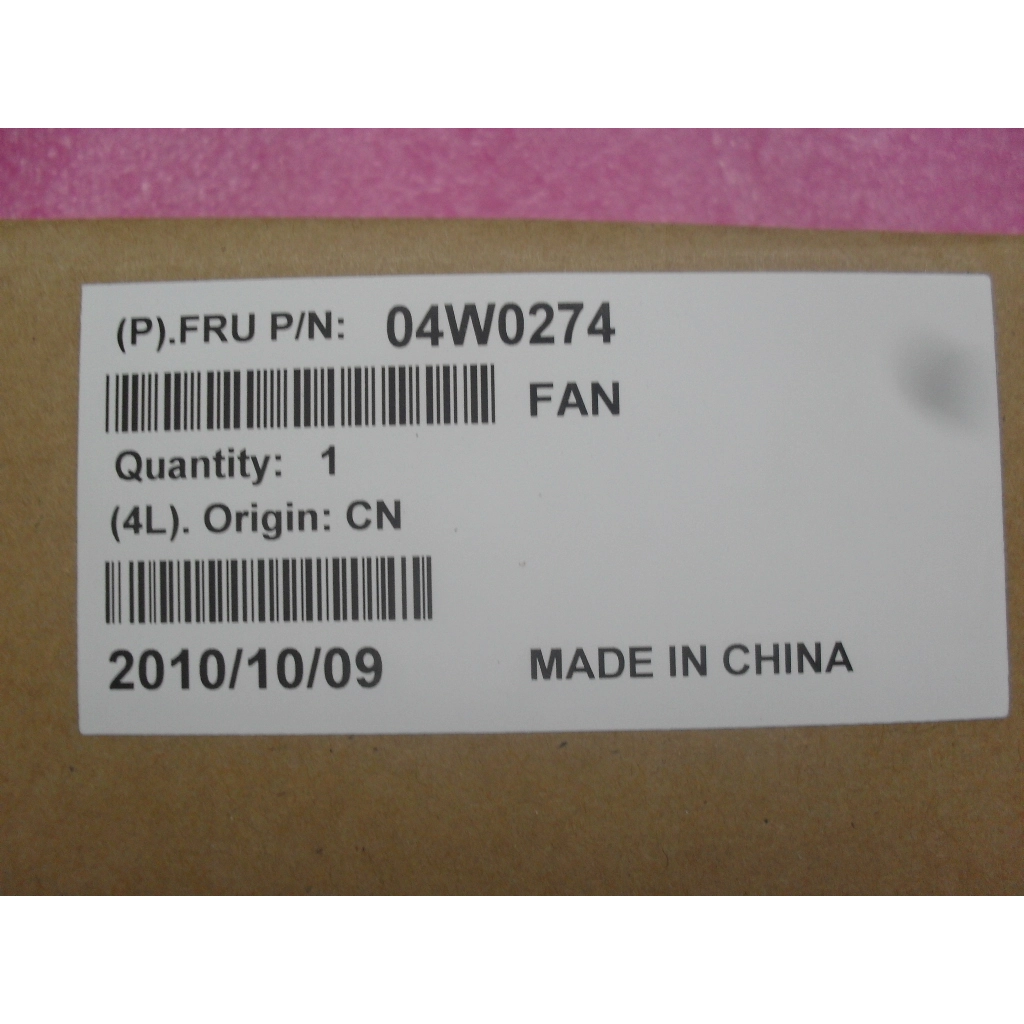 (P).FRU P/N: 04W0274
FAN
Quantity: 1
(4L). Origin: CN
2010/10/09 MADE IN CHINA